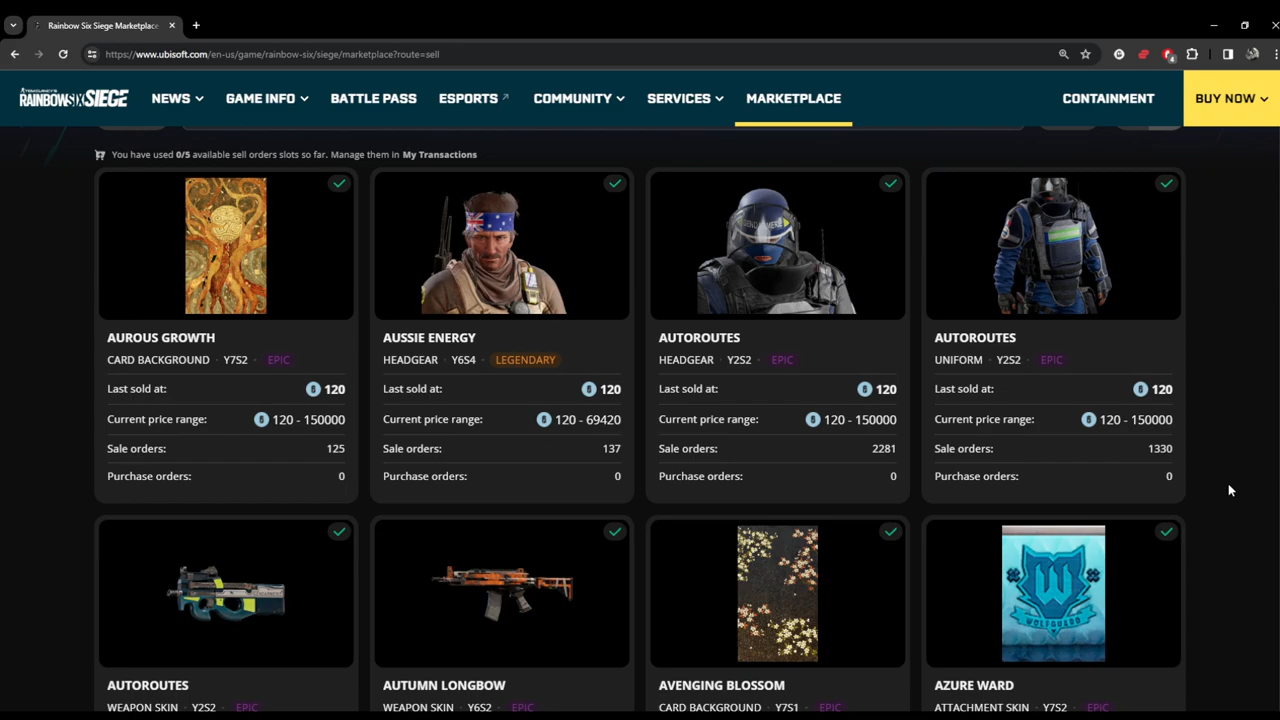 Rainbow Six Siege Marketplace
https://www.ubisoft.com/en-us/game/rainbow-six/siege/marketplace?route=sell
4
RAINBOW SIX SIEGE
NEWS GAME INFO BATTLE PASS ESPORTS COMMUNITY SERVICES MARKETPLACE CONTAINMENT BUY NOW
You have used 0/5 available sell orders slots so far. Manage them in My Transactions
AUROUS GROWTH
CARD BACKGROUND · Y7S2 · EPIC
Last sold at: 120
Current price range: 120 - 150000
Sale orders: 125
Purchase orders: 0
AUSSIE ENERGY
HEADGEAR · Y6S4 · LEGENDARY
Last sold at: 120
Current price range: 120 - 69420
Sale orders: 137
Purchase orders: 0
AUTOROUTES
HEADGEAR · Y2S2 · EPIC
Last sold at: 120
Current price range: 120 - 150000
Sale orders: 2281
Purchase orders: 0
AUTOROUTES
UNIFORM · Y2S2 · EPIC
Last sold at: 120
Current price range: 120 - 150000
Sale orders: 1330
Purchase orders: 0
AUTOROUTES
WEAPON SKIN · Y2S2 · EPIC
AUTUMN LONGBOW
WEAPON SKIN · Y6S2 · EPIC
AVENGING BLOSSOM
CARD BACKGROUND · Y7S1 · EPIC
W
WOLFGUARD
AZURE WARD
ATTACHMENT SKIN · Y7S2 · EPIC